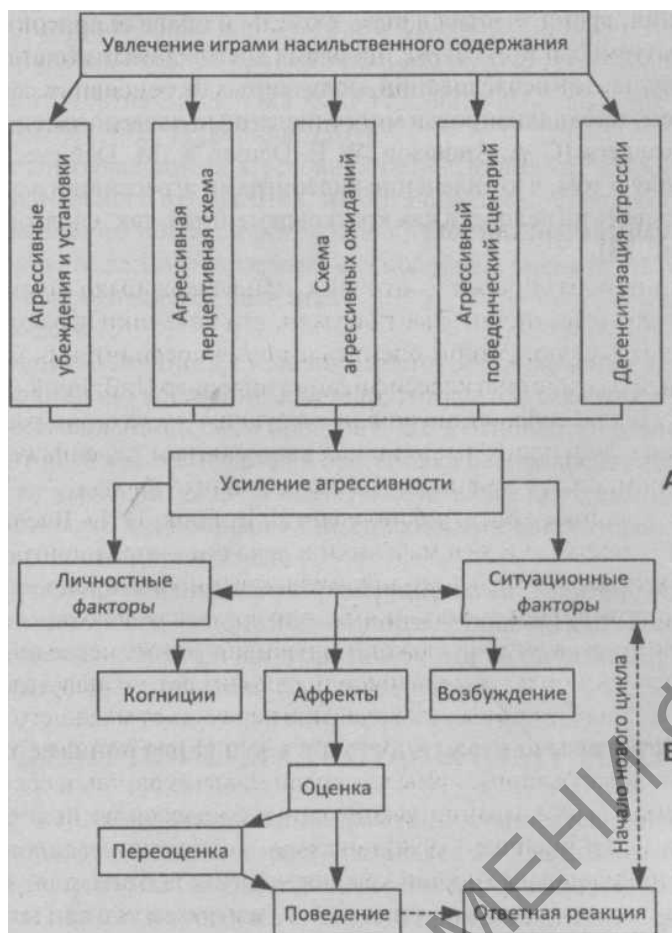 Увлечение играми насильственного содержания
Агрессивные
убеждения и установки
Агрессивная
перцептивная схема
Схема
агрессивых ожиданий
Агрессивный
поведенческий сценарий
Десенситизация агрессии
А
Усиление агрессивности
Личностные
факторы
Ситуационные
факторы
Когниции
Аффекты
Возбуждение
Оценка
Переоценка
Поведение
Ответная реакция
Начало нового цикла